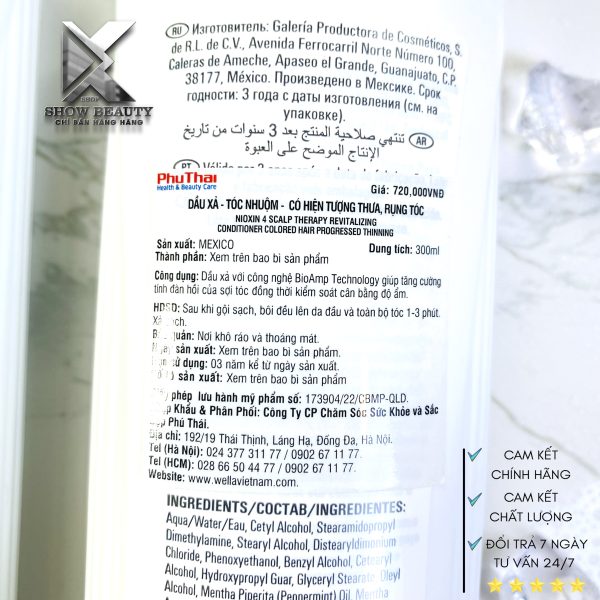 SHOP
SHOW BEAUTY
CHỈ BÁN HÀNG HÃNG
RU Изготовитель: Galería Productora de Cosméticos, S.
de R.L. de C.V., Avenida Ferrocarril Norte Número 100,
Caleras de Ameche, Apaseo el Grande, Guanajuato, C.P.
38177, México. Произведено в Мексике. Срок
годности: 3 года с даты изготовления (см. на
упаковке).
AR تنتهي صلاحية المنتج بعد 3 سنوات من تاريخ
الإنتاج الموضح على العبوة
PT
PhuThai
Health & Beauty Care
Giá: 720,000VNĐ
DẦU XẢ - TÓC NHUỘM - CÓ HIỆN TƯỢNG THƯA, RỤNG TÓC
NIOXIN 4 SCALP THERAPY REVITALIZING
CONDITIONER COLORED HAIR PROGRESSED THINNING
Sản xuất: MEXICO
Dung tích: 300ml
Thành phần: Xem trên bao bì sản phẩm
Công dụng: Dầu xả với công nghệ BioAmp Technology giúp tăng cường
tính đàn hồi của sợi tóc đồng thời kiểm soát cân bằng độ ẩm.
HDSD: Sau khi gội sạch, bôi đều lên da đầu và toàn bộ tóc 1-3 phút.
quản: Nơi khô ráo và thoáng mát.
sản xuất: Xem trên bao bì sản phẩm.
sử dụng: 03 năm kể từ ngày sản xuất.
sản xuất: Xem trên bao bì sản phẩm
phép lưu hành mỹ phẩm số: 173904/22/CBMP-QLD.
Khẩu & Phân Phối: Công Ty CP Chăm Sóc Sức Khỏe và Sắc
Phú Thái.
chỉ: 192/19 Thái Thịnh, Láng Hạ, Đống Đa, Hà Nội.
Tel (Hà Nội): 024 377 311 77 / 0902 67 11 77.
Tel (HCM): 028 66 50 44 77 / 0902 67 11 77.
Website: www.wellavietnam.com
INGREDIENTS/СОСТАВ/INGREDIENTES:
Aqua/Water/Eau, Cetyl Alcohol, Stearamidopropyl
Dimethylamine, Stearyl Alcohol, Distearyldimonium
Chloride, Phenoxyethanol, Benzyl Alcohol, Cetearyl
Alcohol, Hydroxypropyl Guar, Glyceryl Stearate, Oleyl
Alcohol, Mentha Piperita (Peppermint) Oil, Mentha
CAM KẾT
CHÍNH HÃNG
CAM KẾT
CHẤT LƯỢNG
ĐỔI TRẢ 7 NGÀY
TƯ VẤN 24/7